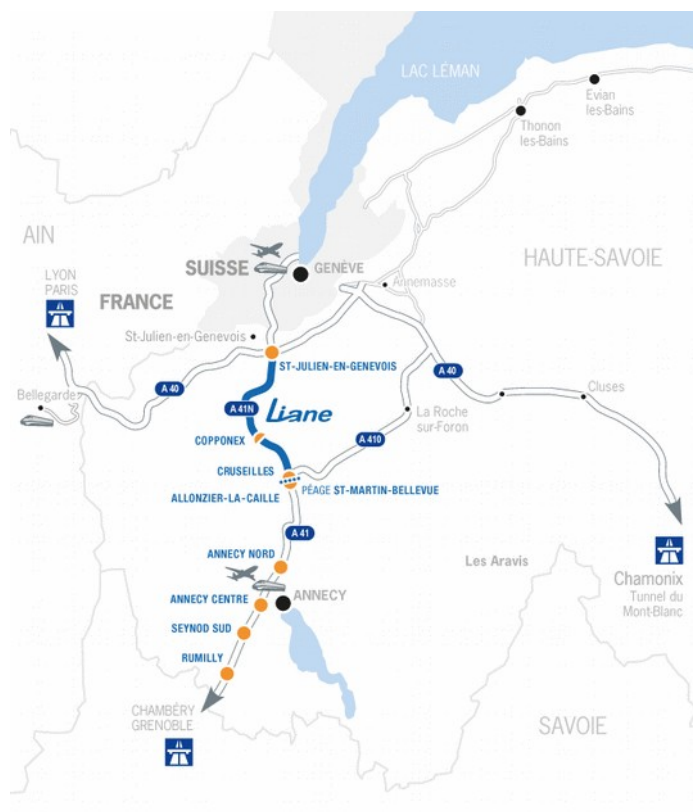 LAC LÉMAN
Evian
les-Bains
Thonon
les-Bains
AIN
HAUTE-SAVOIE
SUISSE
GENÈVE
LYON
PARIS
Annemasse
FRANCE
St-Julien-en-Genevois
ST-JULIEN-EN-GENEVOIS
A 40
A 40
Bellegarde
Cluses
A 41N
Liane
La Roche
sur-Foron
COPPONEX
A 410
CRUSEILLES
ALLONZIER-LA-CAILLE
PÉAGE ST-MARTIN-BELLEVUE
A 41
ANNECY NORD
Les Aravis
Chamonix
Tunnel du
Mont-Blanc
ANNECY CENTRE
ANNECY
SEYNOD SUD
RUMILLY
CHAMBÉRY
GRENOBLE
SAVOIE